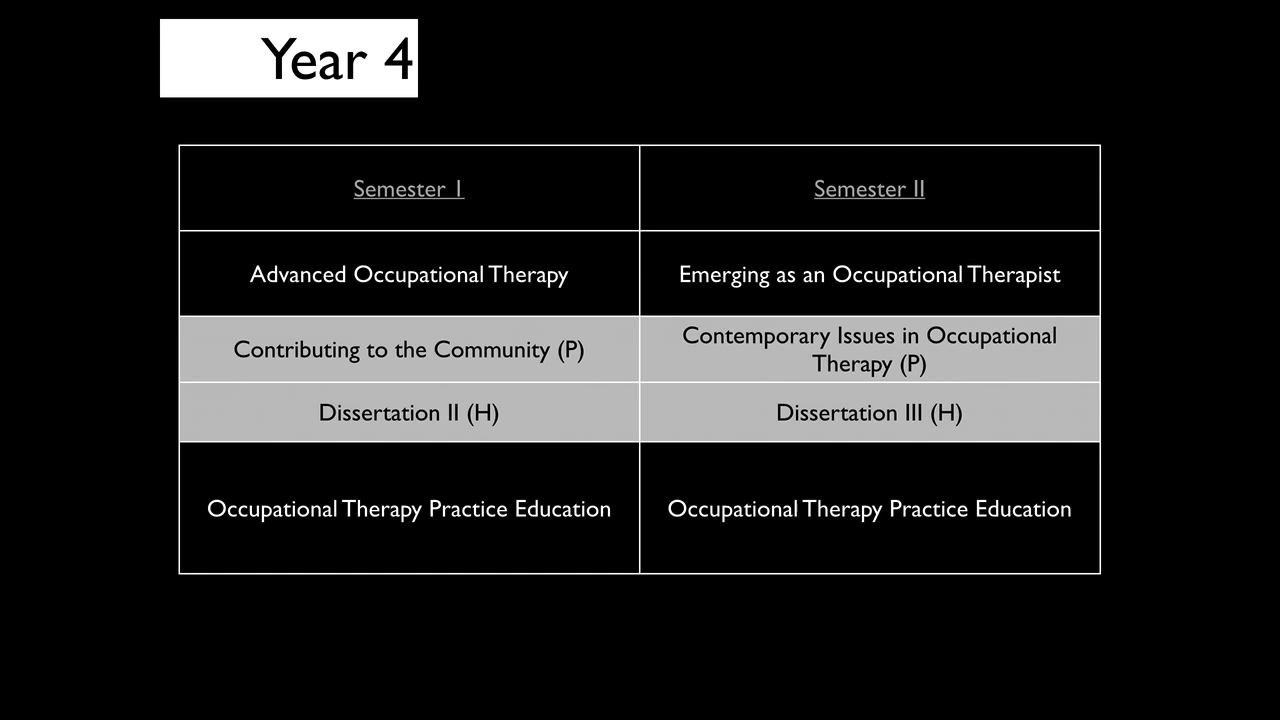 Year 4
Semester 1
Semester II
Advanced Occupational Therapy
Emerging as an Occupational Therapist
Contributing to the Community (P)
Contemporary Issues in Occupational
Therapy (P)
Dissertation II (H)
Dissertation III (H)
Occupational Therapy Practice Education
Occupational Therapy Practice Education